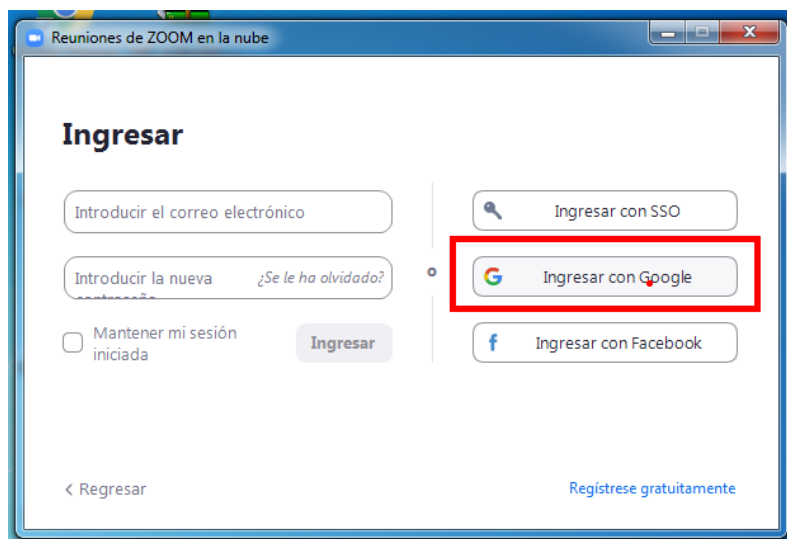 Reuniones de ZOOM en la nube
Ingresar
Introducir el correo electrónico
Introducir la nueva
contraseña
¿Se le ha olvidado?
Mantener mi sesión
iniciada
Ingresar
o
Ingresar con SSO
Ingresar con Google
Ingresar con Facebook
< Regresar
Regístrese gratuitamente